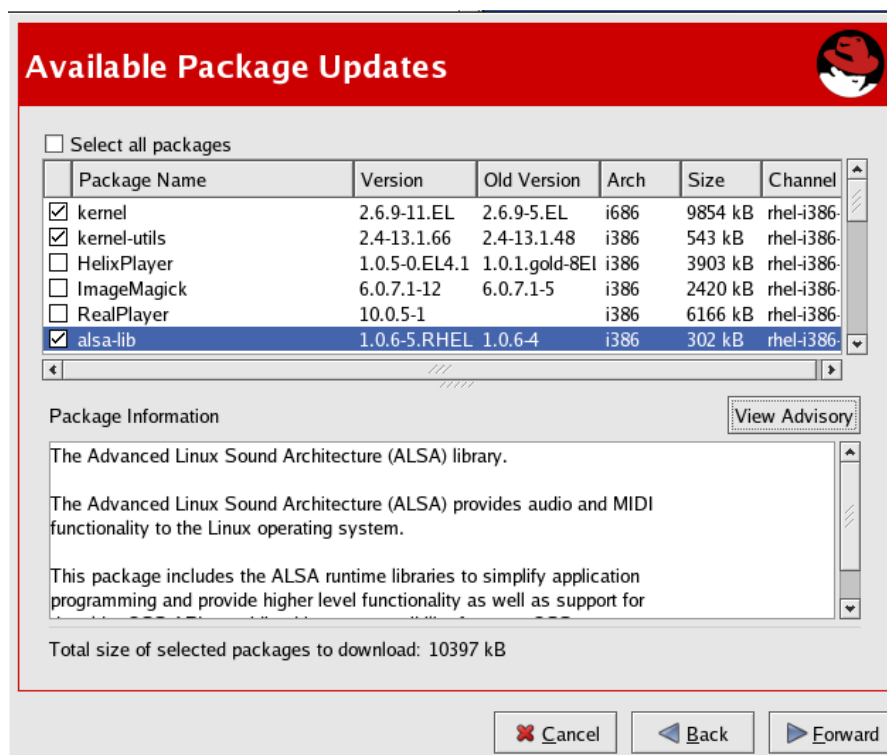 Available Package Updates
Select all packages
Package Name Version Old Version Arch Size Channel
kernel 2.6.9-11.EL 2.6.9-5.EL i686 9854 kB rhel-i386-
kernel-utils 2.4-13.1.66 2.4-13.1.48 i386 543 kB rhel-i386-
HelixPlayer 1.0.5-0.EL4.1 1.0.1.gold-8EL i386 3903 kB rhel-i386-
ImageMagick 6.0.7.1-12 6.0.7.1-5 i386 2420 kB rhel-i386-
RealPlayer 10.0.5-1 i386 6166 kB rhel-i386-
alsa-lib 1.0.6-5.RHEL 1.0.6-4 i386 302 kB rhel-i386-
Package Information View Advisory
The Advanced Linux Sound Architecture (ALSA) library.
The Advanced Linux Sound Architecture (ALSA) provides audio and MIDI
functionality to the Linux operating system.
This package includes the ALSA runtime libraries to simplify application
programming and provide higher level functionality as well as support for
Total size of selected packages to download: 10397 kB
Cancel Back Forward